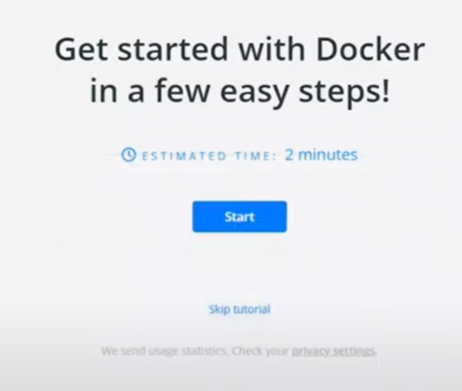 Get started with Docker
in a few easy steps!
ESTIMATED TIME: 2 minutes
Start
Skip tutorial
We send usage statistics. Check your privacy settings.